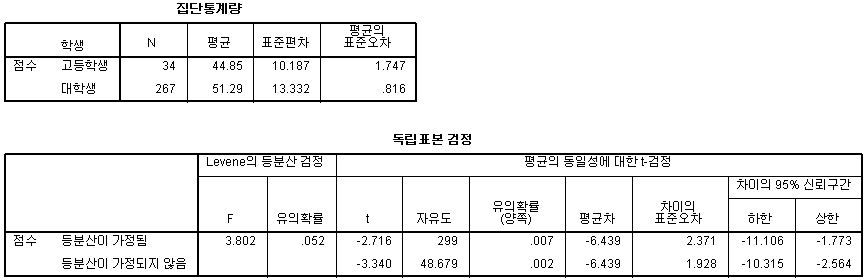 집단통계량
학생 N 평균 표준편차 평균의 표준오차
점수 고등학생 34 44.85 10.187 1.747
대학생 267 51.29 13.332 .816
독립표본 검정
Levene의 등분산 검정 평균의 동일성에 대한 t-검정
차이의 95% 신뢰구간
F 유의확률 t 자유도 유의확률 (양쪽) 평균차 차이의 표준오차 하한 상한
점수 등분산이 가정됨 3.802 .052 -2.716 299 .007 -6.439 2.371 -11.106 -1.773
등분산이 가정되지 않음 -3.340 48.679 .002 -6.439 1.928 -10.315 -2.564